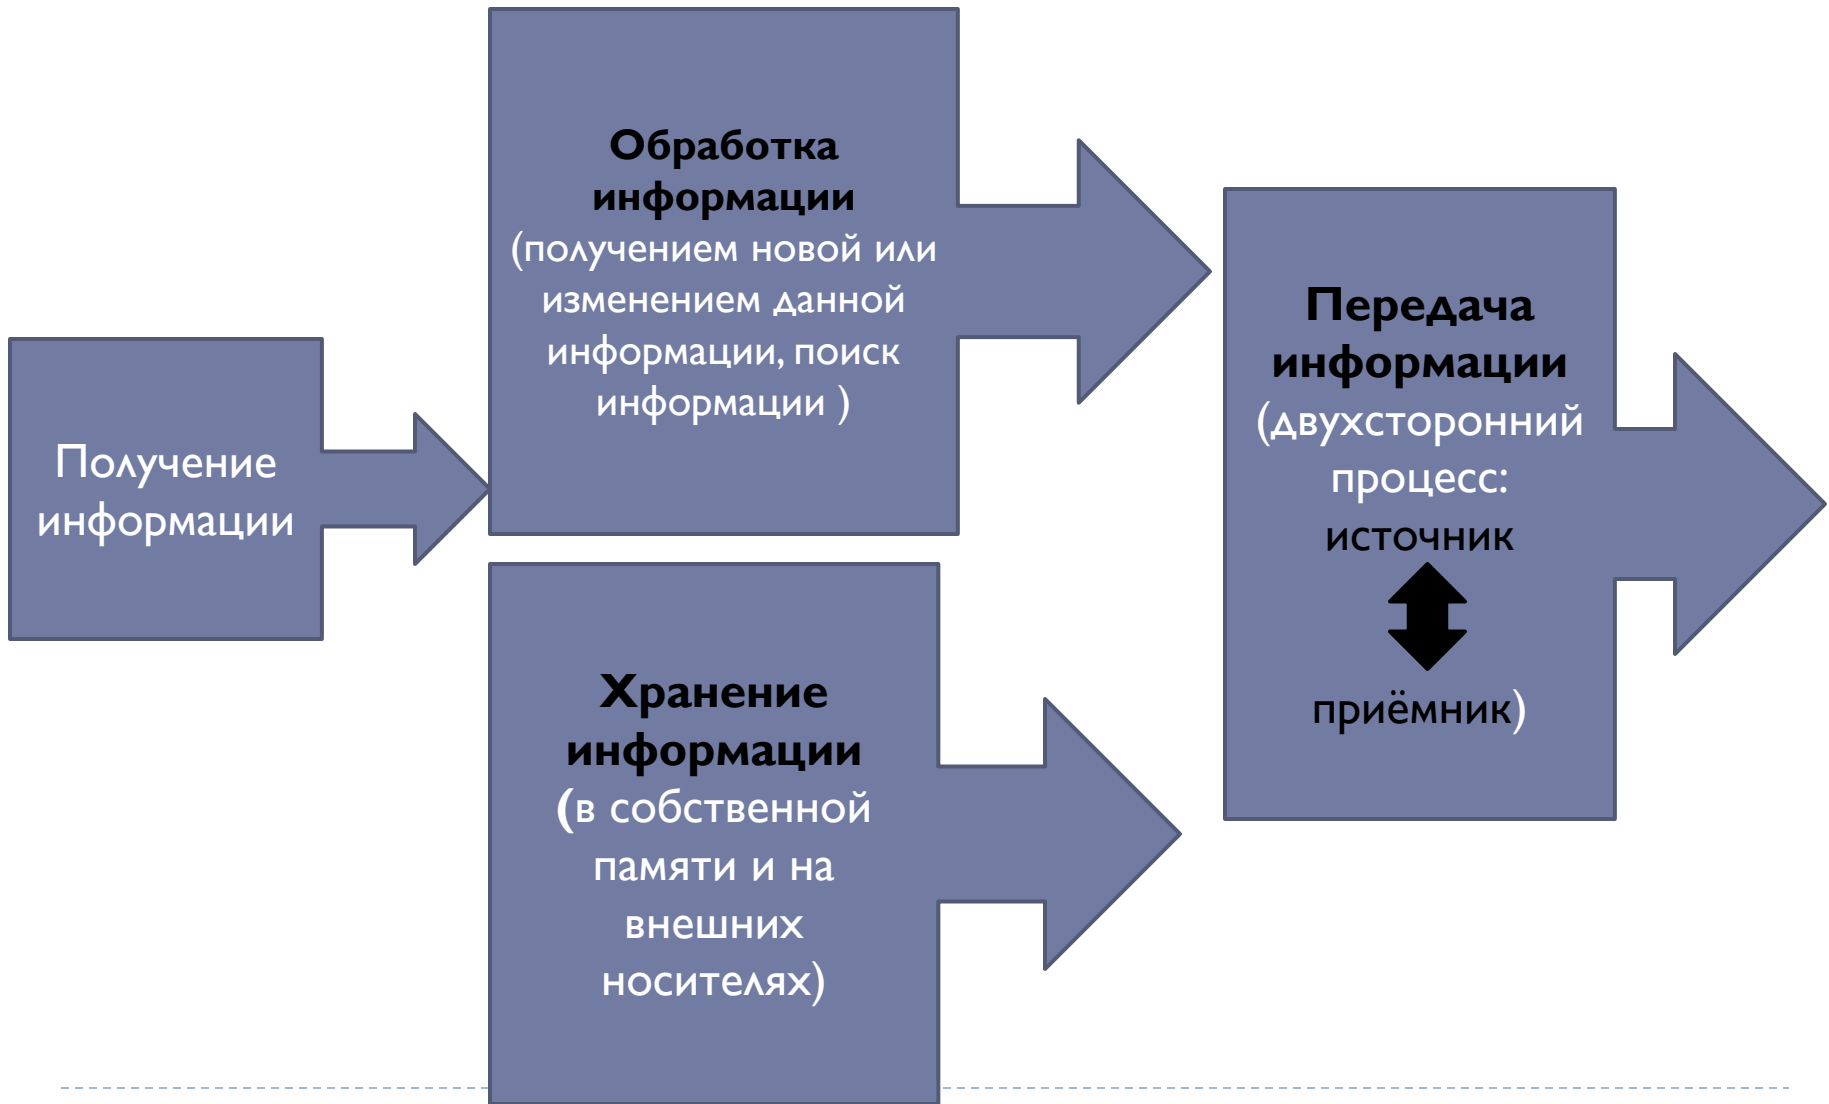 Получение
информации
Обработка
информации
(получением новой или
изменением данной
информации, поиск
информации )
Хранение
информации
(в собственной
памяти и на
внешних
носителях)
Передача
информации
(двухсторонний
процесс:
источник
приёмник)